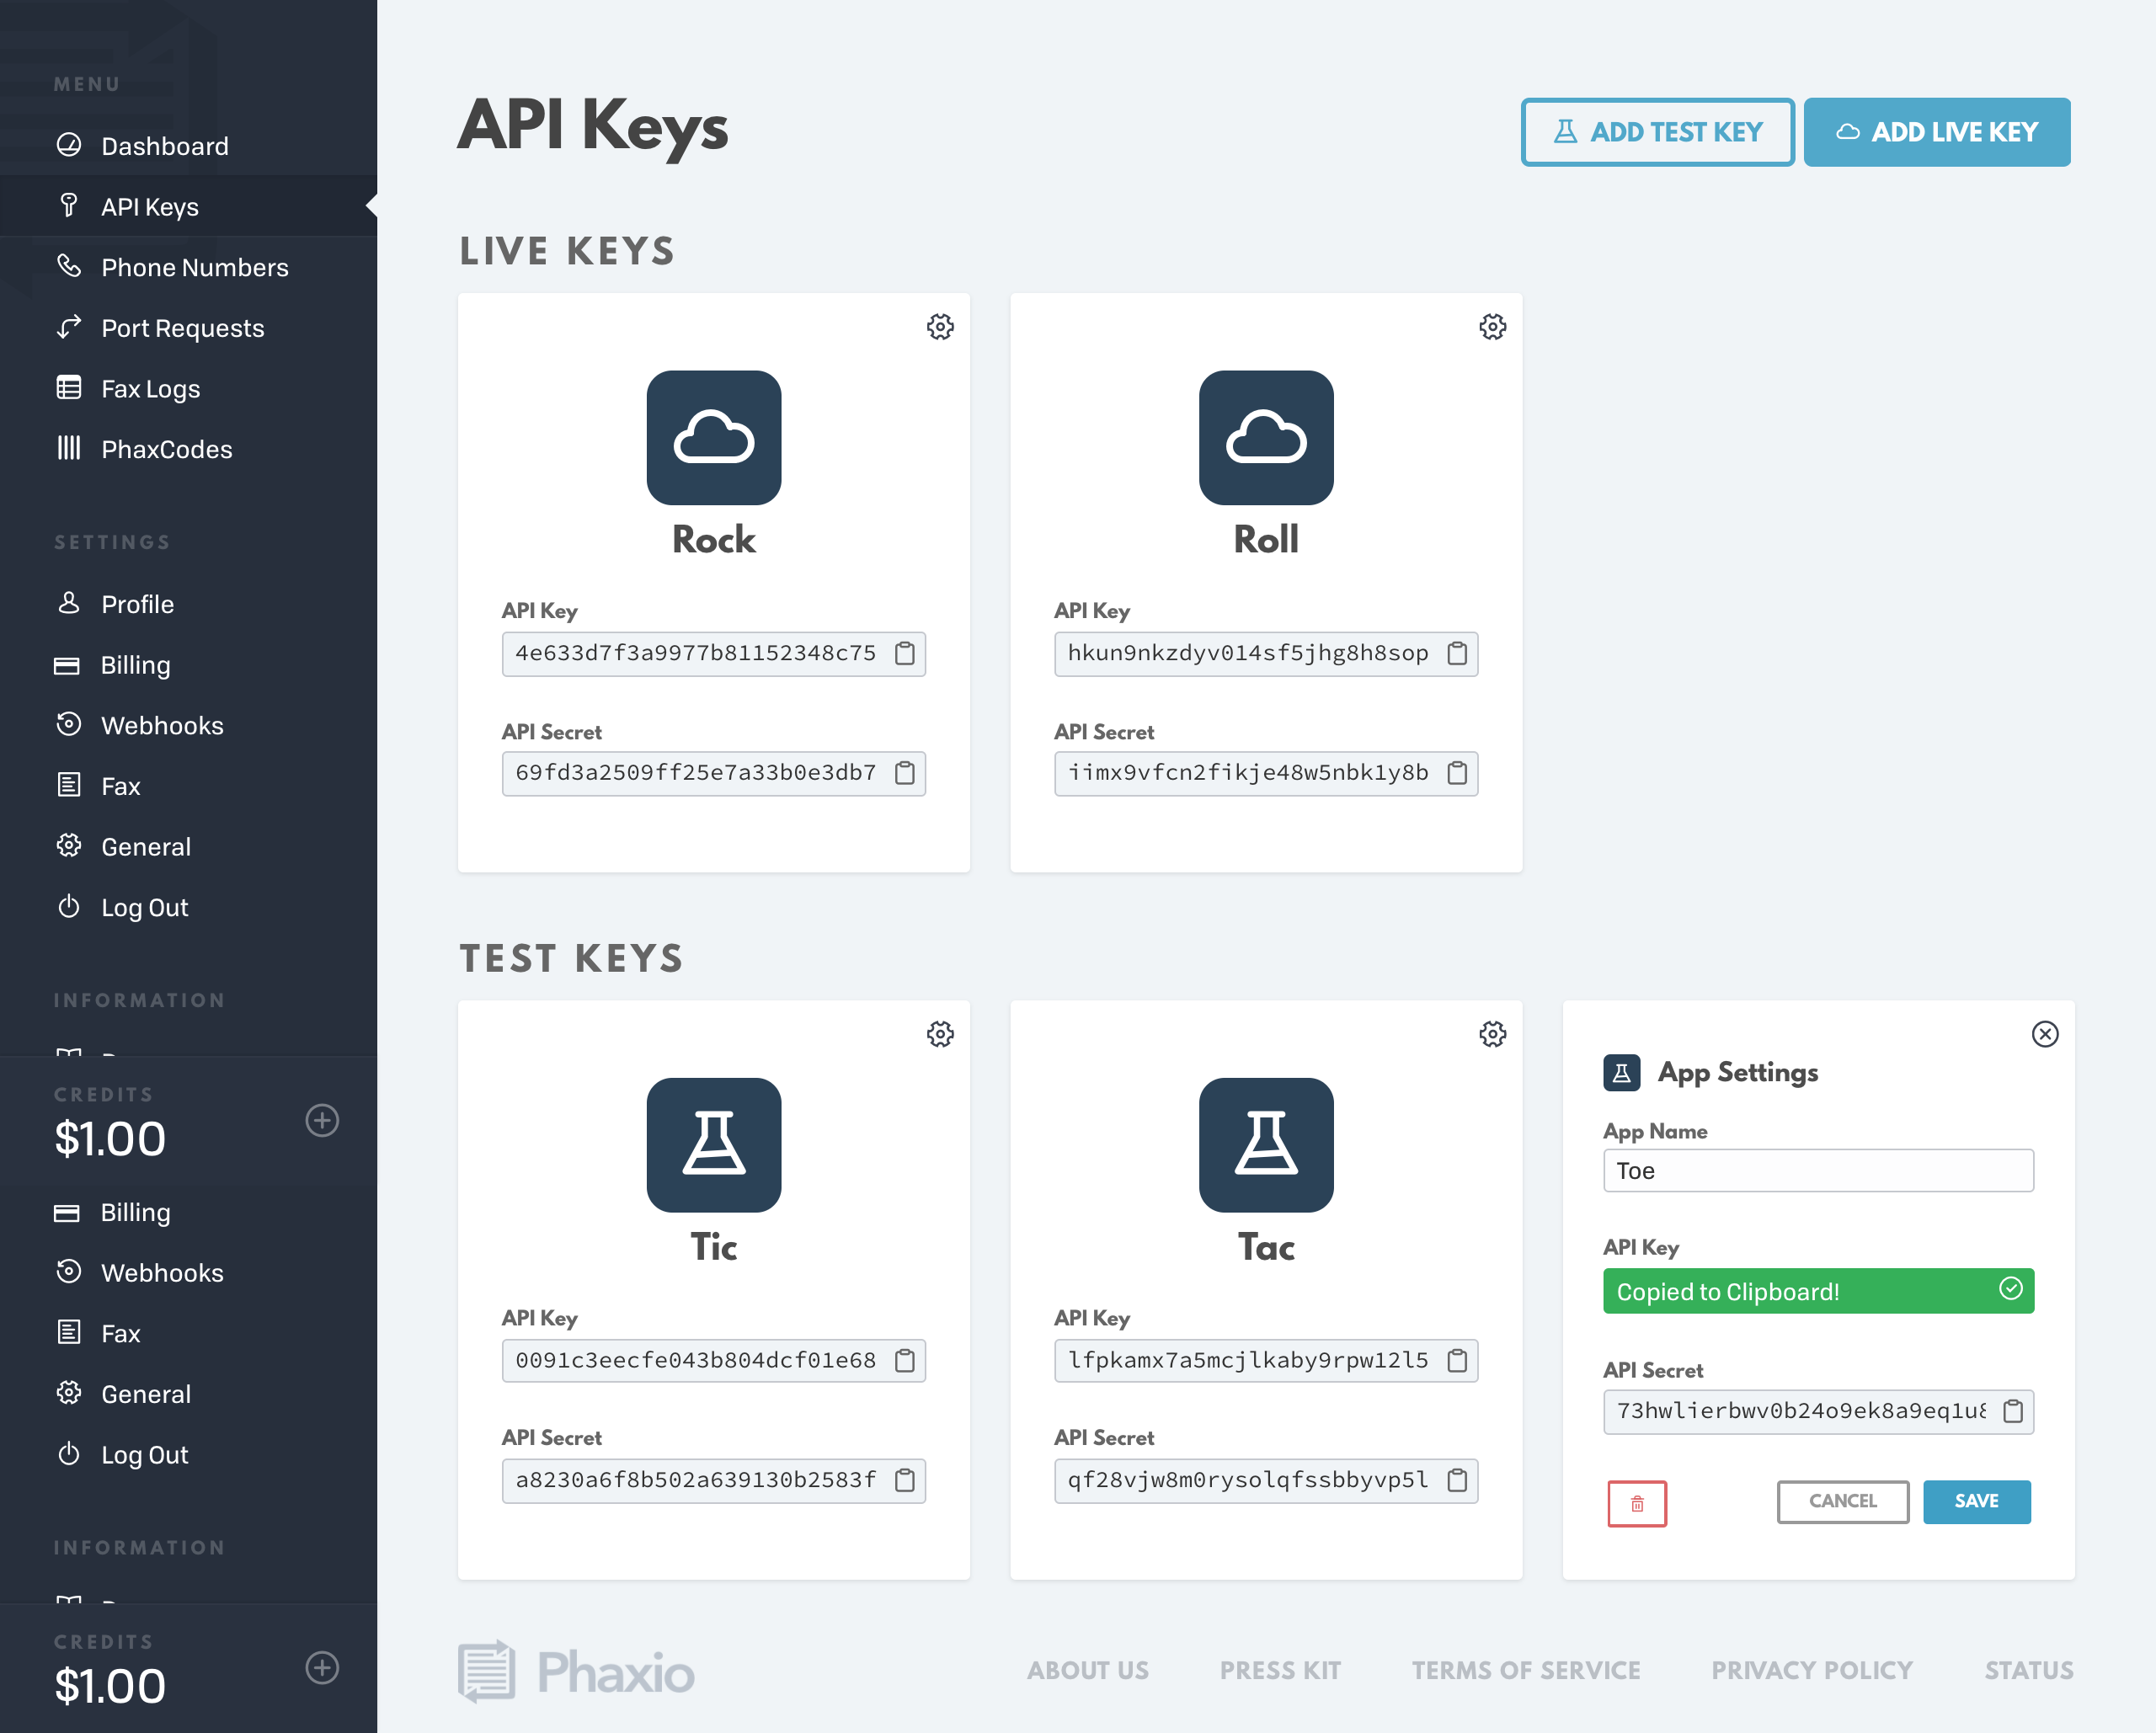 MENU
Dashboard
API Keys
Phone Numbers
Port Requests
Fax Logs
PhaxCodes
SETTINGS
Profile
Billing
Webhooks
Fax
General
Log Out
INFORMATION
CREDITS
$1.00
Billing
Webhooks
Fax
General
Log Out
INFORMATION
CREDITS
$1.00
API Keys
ADD TEST KEY
ADD LIVE KEY
LIVE KEYS
Rock
API Key
4e633d7f3a9977b81152348c75
API Secret
69fd3a2509ff25e7a33b0e3db7
Roll
API Key
hkun9nkzdyv014sf5jhg8h8sop
API Secret
iimx9vfcn2fikje48w5nbk1y8b
TEST KEYS
Tic
API Key
0091c3eecfe043b804dcf01e68
API Secret
a8230a6f8b502a639130b2583f
Tac
API Key
lfpkamx7a5mcjlkaby9rpw12l5
API Secret
qf28vjw8m0rysolqfssbbyvp5l
App Settings
App Name
Toe
API Key
Copied to Clipboard!
API Secret
73hwlierbwv0b24o9ek8a9eq1u8
CANCEL
SAVE
Phaxio
ABOUT US
PRESS KIT
TERMS OF SERVICE
PRIVACY POLICY
STATUS